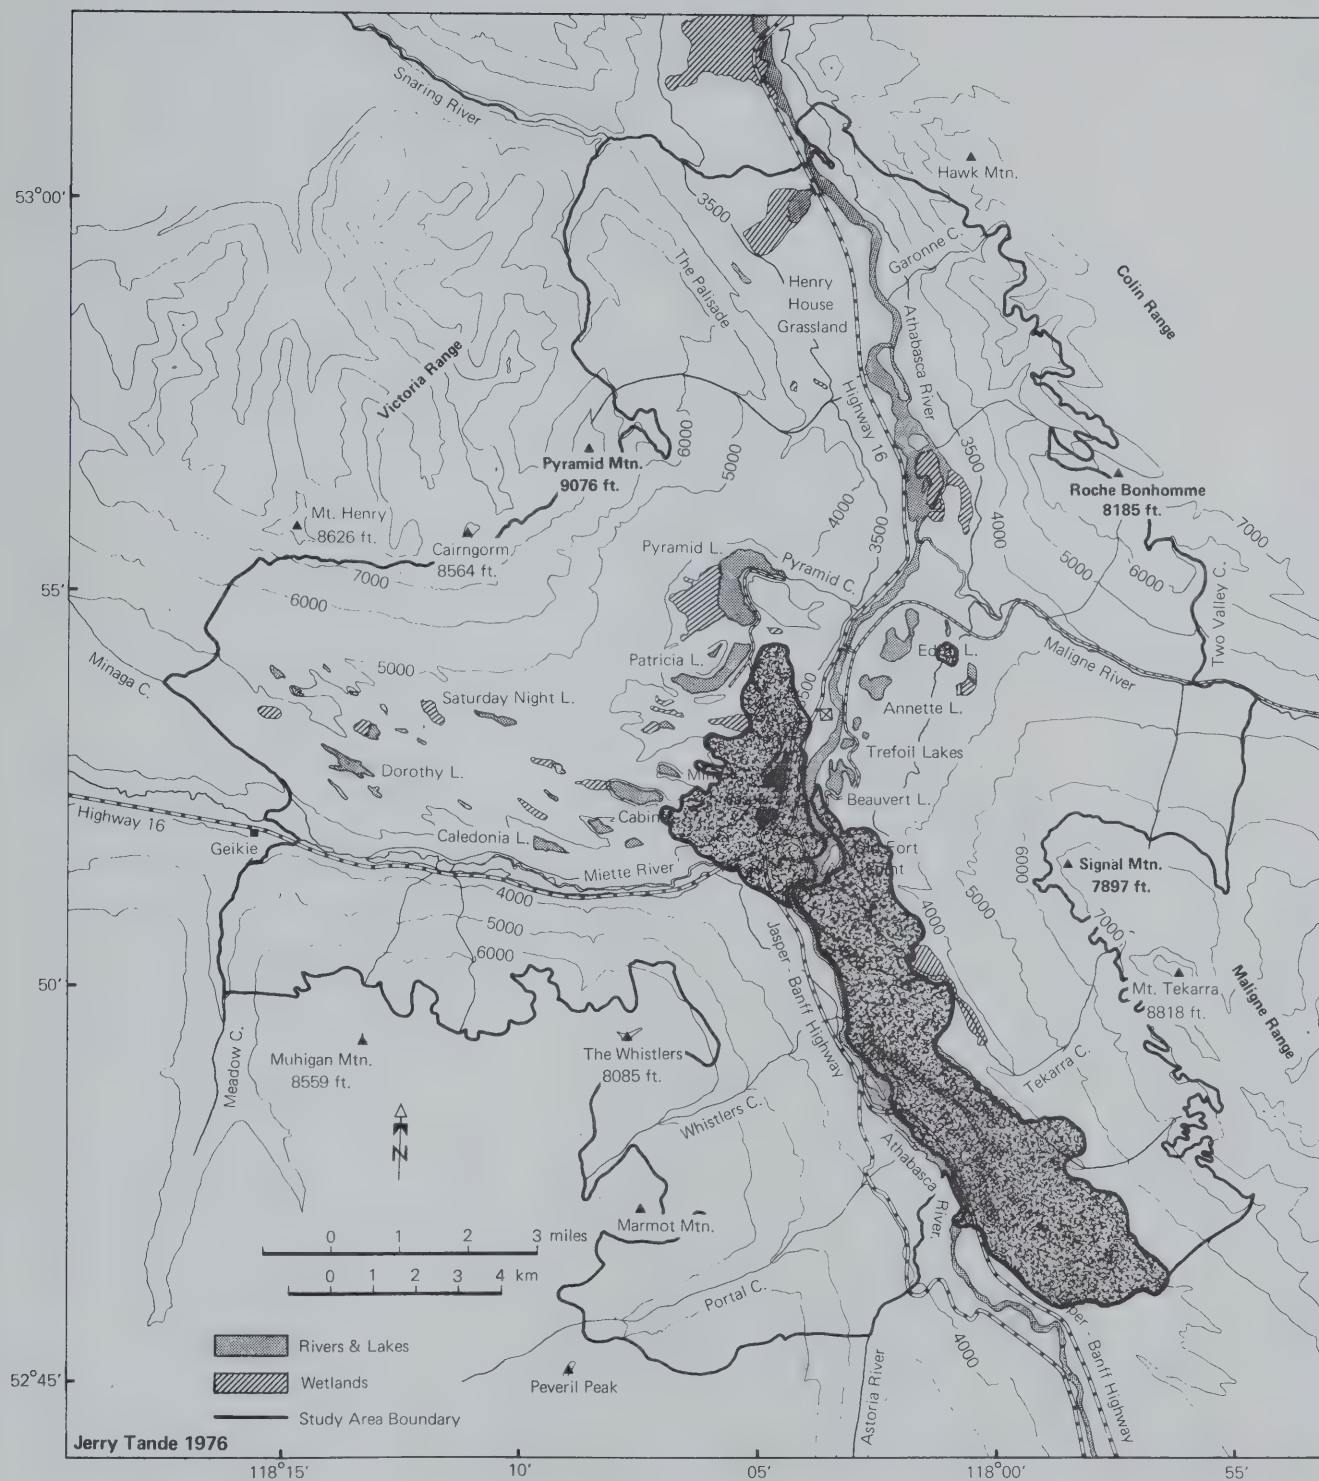 Snaring River
Hawk Mtn.
53°00′
3500
Garonne C.
The Palisade
Henry
House
Grassland
Colin Range
Athabasca River
Victoria Range
Highway 16
6000
5000
3500
Pyramid Mtn.
9076 ft.
Roche Bonhomme
8185 ft.
4000
3500
4000
7000
Mt. Henry
8626 ft.
Cairngorm
8564 ft.
Pyramid L.
Pyramid C.
5000
6000
7000
55′
6000
Two Valley C.
Minaga C.
5000
Patricia L.
Maligne River
Saturday Night L.
Annette L.
Trefoil Lakes
Dorothy L.
Beauvert L.
Highway 16
Geikie
Caledonia L.
Miette River
Signal Mtn.
7897 ft.
6000
4000
5000
6000
4000
5000
7000
Jasper - Banff Highway
50′
Mt. Tekarra
8818 ft.
Maligne Range
Meadow C.
Muhigan Mtn.
8559 ft.
The Whistlers
8085 ft.
Tekarra C.
Whistlers C.
N
Athabasca
River
Marmot Mtn.
0 1 2 3 miles
0 1 2 3 4 km
Portal C.
Banff Highway
4000
Rivers & Lakes
Wetlands
Study Area Boundary
52°45′
Peveril Peak
Astoria River
Jerry Tande 1976
118°15′ 10′ 05′ 118°00′ 55′